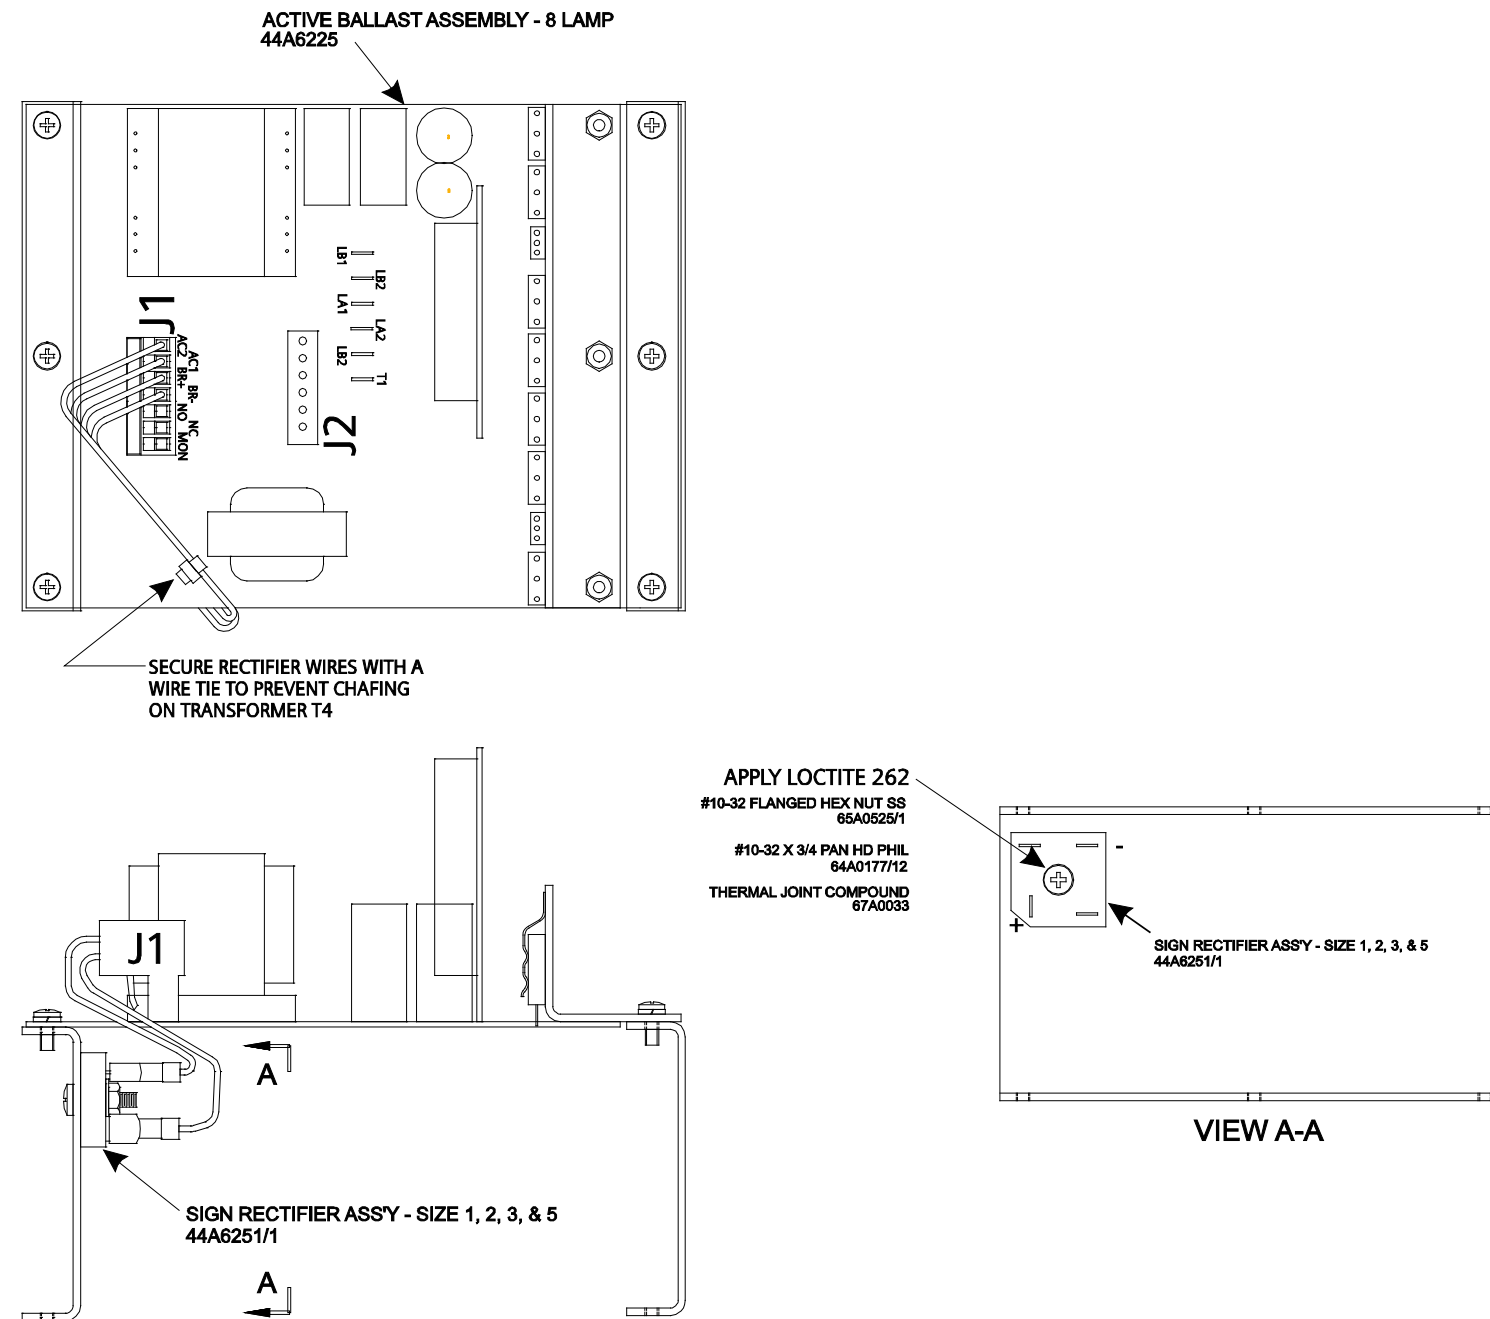 ACTIVE BALLAST ASSEMBLY - 8 LAMP
44A6225
LB1
LB2
LA1
LA2
LB2
T1
J1
AC2
AC1
BR+
BR-
NO
NC
MON
J2
SECURE RECTIFIER WIRES WITH A
WIRE TIE TO PREVENT CHAFING
ON TRANSFORMER T4
APPLY LOCTITE 262
#10-32 FLANGED HEX NUT SS
65A0525/1
#10-32 X 3/4 PAN HD PHIL
64A0177/12
THERMAL JOINT COMPOUND
67A0033
-
+
SIGN RECTIFIER ASS'Y - SIZE 1, 2, 3, & 5
44A6251/1
VIEW A-A
J1
A
SIGN RECTIFIER ASS'Y - SIZE 1, 2, 3, & 5
44A6251/1
A